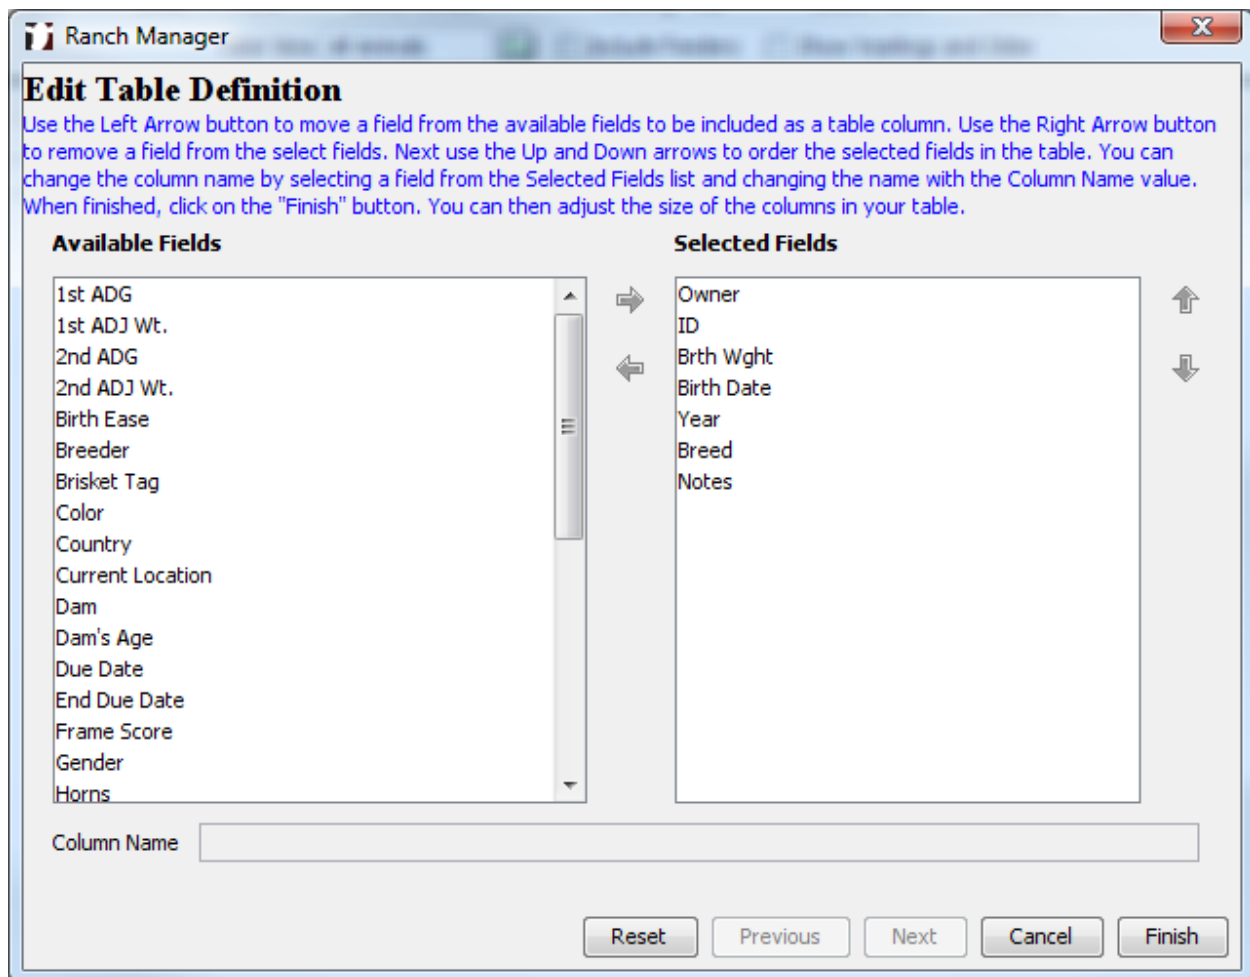 Ranch Manager
Edit Table Definition
Use the Left Arrow button to move a field from the available fields to be included as a table column. Use the Right Arrow button
to remove a field from the select fields. Next use the Up and Down arrows to order the selected fields in the table. You can
change the column name by selecting a field from the Selected Fields list and changing the name with the Column Name value.
When finished, click on the "Finish" button. You can then adjust the size of the columns in your table.
Available Fields
1st ADG
1st ADJ Wt.
2nd ADG
2nd ADJ Wt.
Birth Ease
Breeder
Brisket Tag
Color
Country
Current Location
Dam
Dam's Age
Due Date
End Due Date
Frame Score
Gender
Horns
Selected Fields
Owner
ID
Brth Wght
Birth Date
Year
Breed
Notes
Column Name
Reset Previous Next Cancel Finish